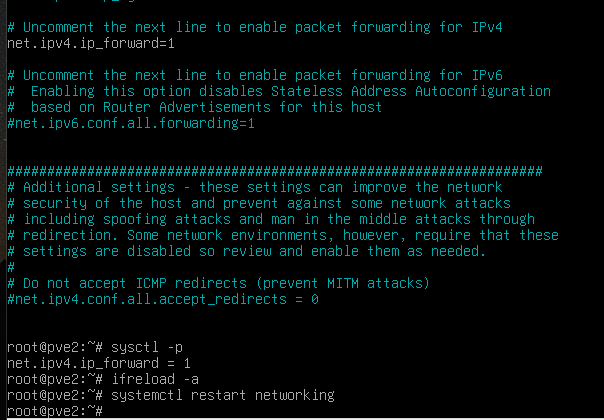 # Uncomment the next line to enable packet forwarding for IPv4
net.ipv4.ip_forward=1
# Uncomment the next line to enable packet forwarding for IPv6
#  Enabling this option disables Stateless Address Autoconfiguration
#  based on Router Advertisements for this host
#net.ipv6.conf.all.forwarding=1
###################################################################
# Additional settings - these settings can improve the network
# security of the host and prevent against some network attacks
# including spoofing attacks and man in the middle attacks through
# redirection. Some network environments, however, require that these
# settings are disabled so review and enable them as needed.
#
# Do not accept ICMP redirects (prevent MITM attacks)
#net.ipv4.conf.all.accept_redirects = 0
root@pve2:~# sysctl -p
net.ipv4.ip_forward = 1
root@pve2:~# ifreload -a
root@pve2:~# systemctl restart networking
root@pve2:~#